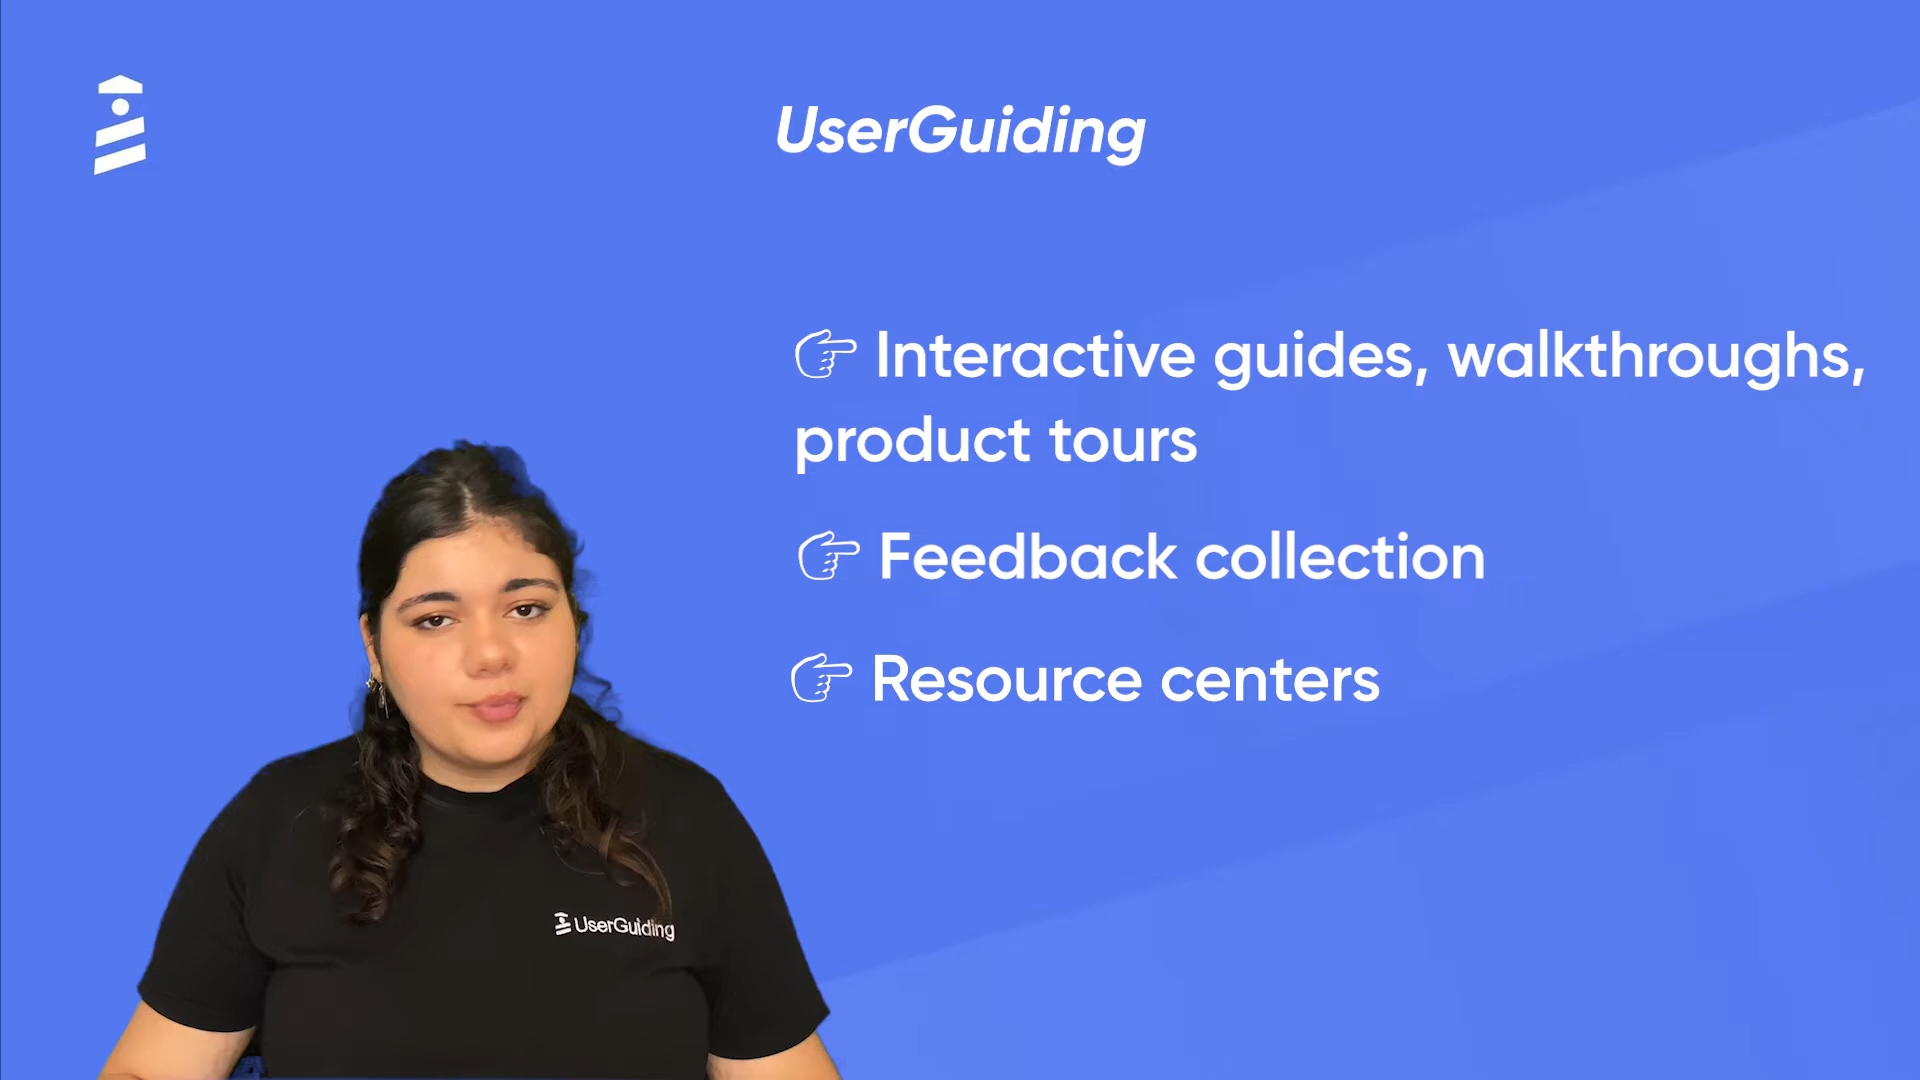 UserGuiding
👉 Interactive guides, walkthroughs,
product tours
👉 Feedback collection
👉 Resource centers
UserGuiding